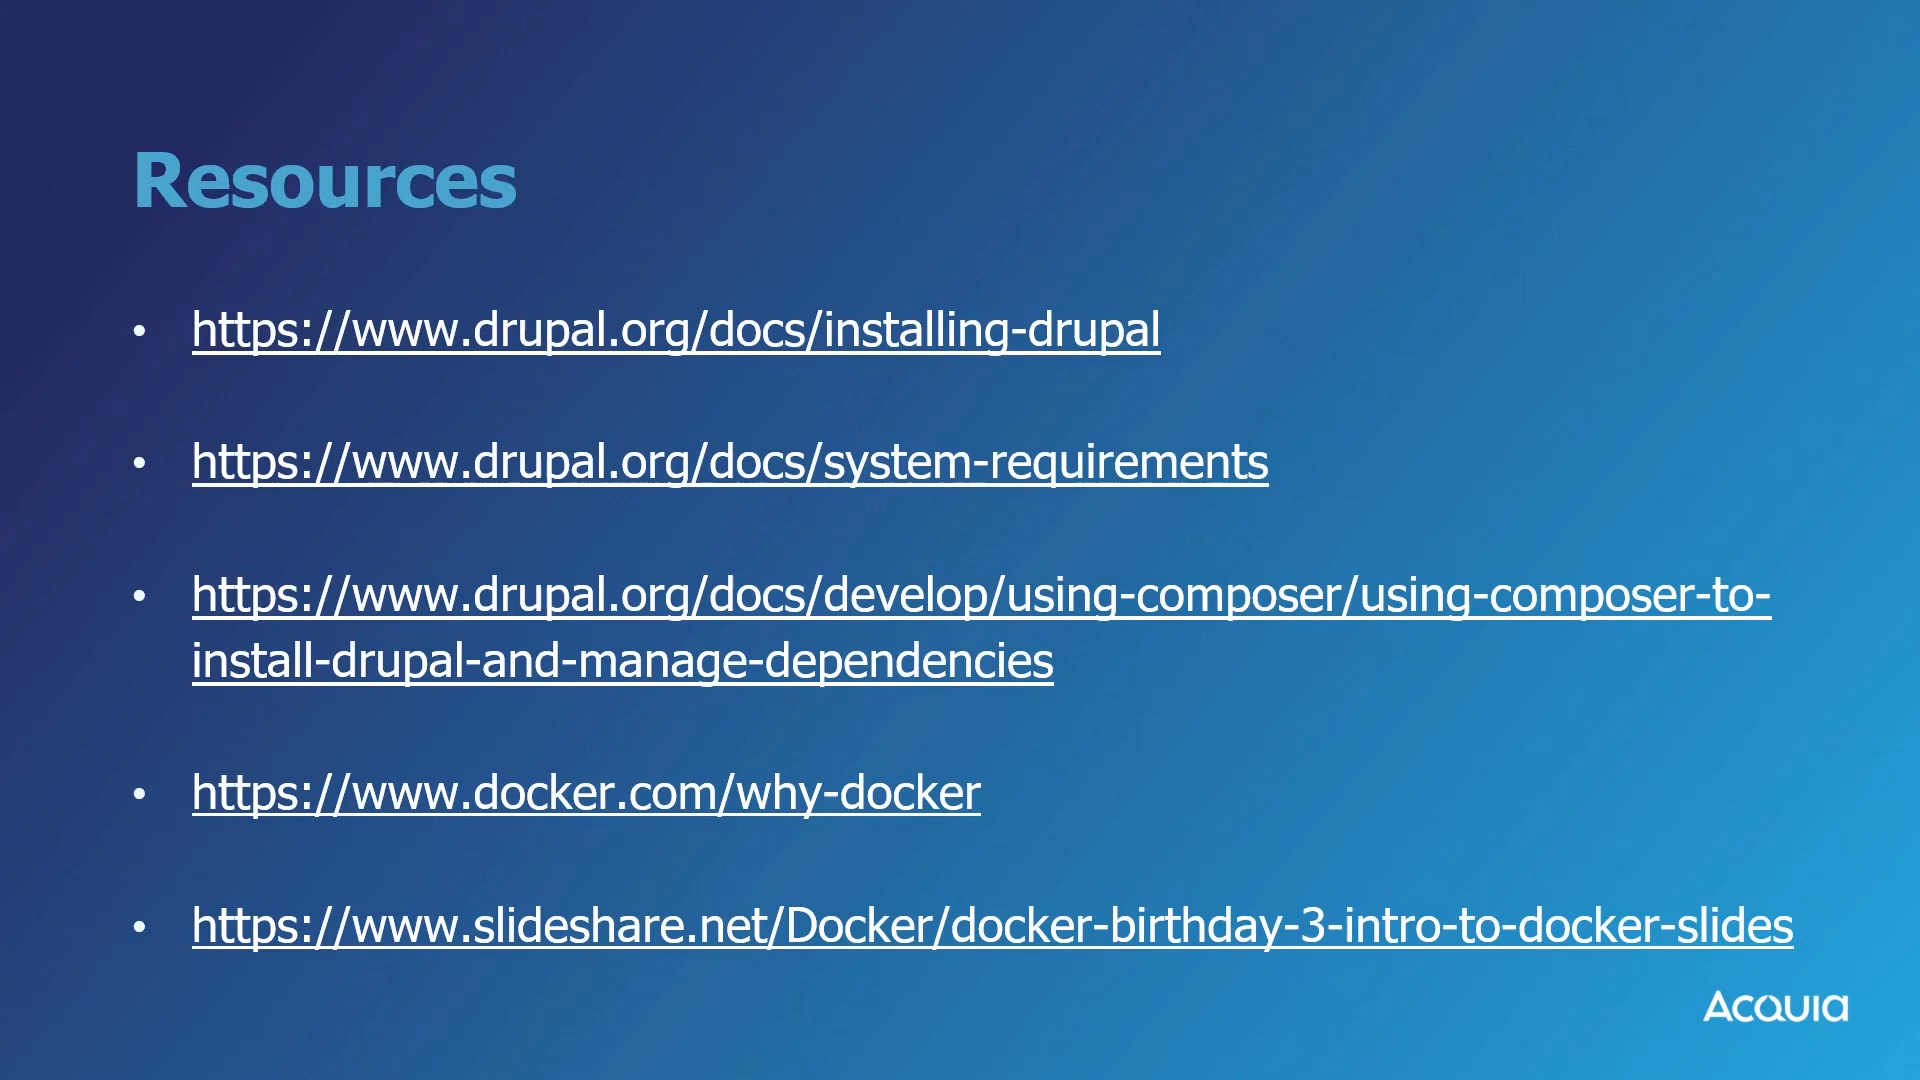 Resources
• https://www.drupal.org/docs/installing-drupal
• https://www.drupal.org/docs/system-requirements
• https://www.drupal.org/docs/develop/using-composer/using-composer-to-
install-drupal-and-manage-dependencies
• https://www.docker.com/why-docker
• https://www.slideshare.net/Docker/docker-birthday-3-intro-to-docker-slides
Acquia